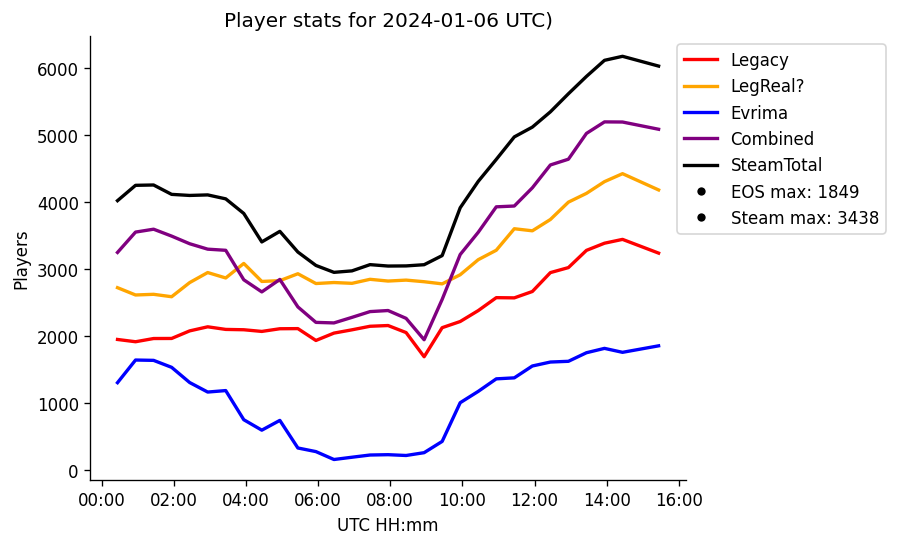 Player stats for 2024-01-06 UTC)
Players
6000
5000
4000
3000
2000
1000
0
00:00 02:00 04:00 06:00 08:00 10:00 12:00 14:00 16:00
UTC HH:mm
Legacy
LegReal?
Evrima
Combined
SteamTotal
EOS max: 1849
Steam max: 3438